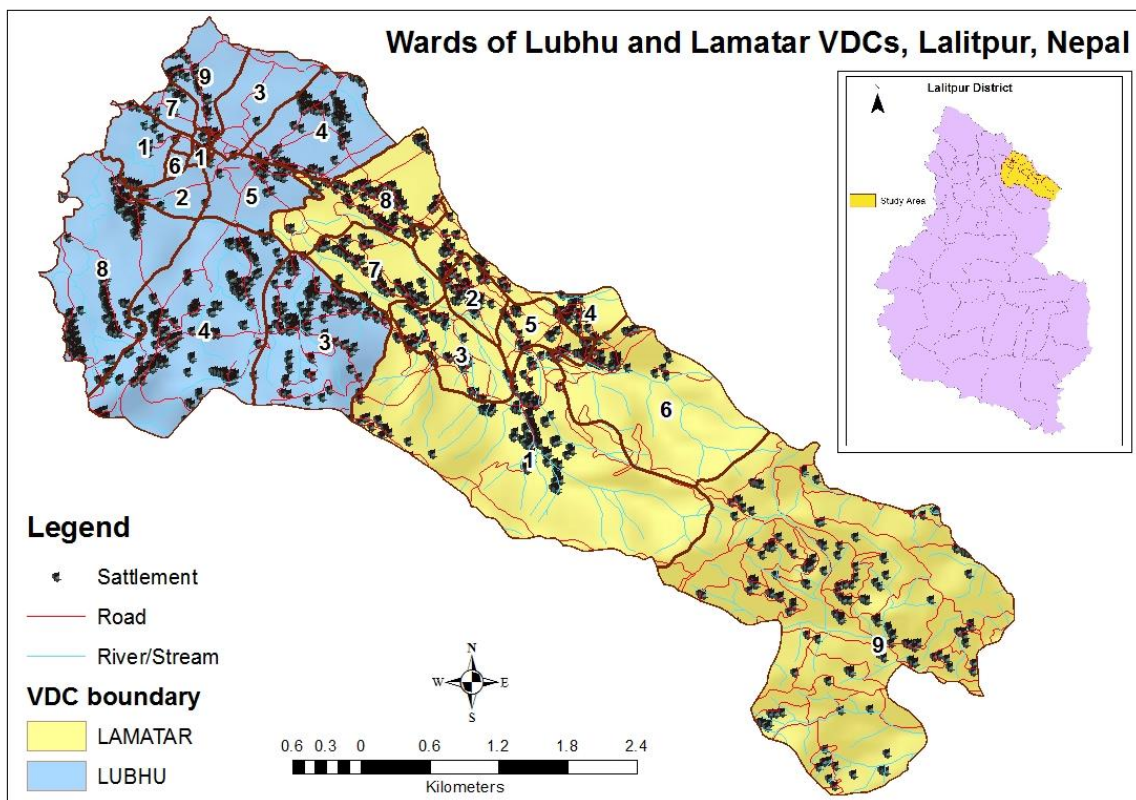 Wards of Lubhu and Lamatar VDCs, Lalitpur, Nepal
Lalitpur District
Study Area
9
3
7
4
1
6
1
2
5
8
8
7
2
4
5
4
3
3
6
1
9
Legend
Sattlement
Road
River/Stream
VDC boundary
LAMATAR
LUBHU
N
W
E
S
0.6 0.3 0 0.6 1.2 1.8 2.4
Kilometers